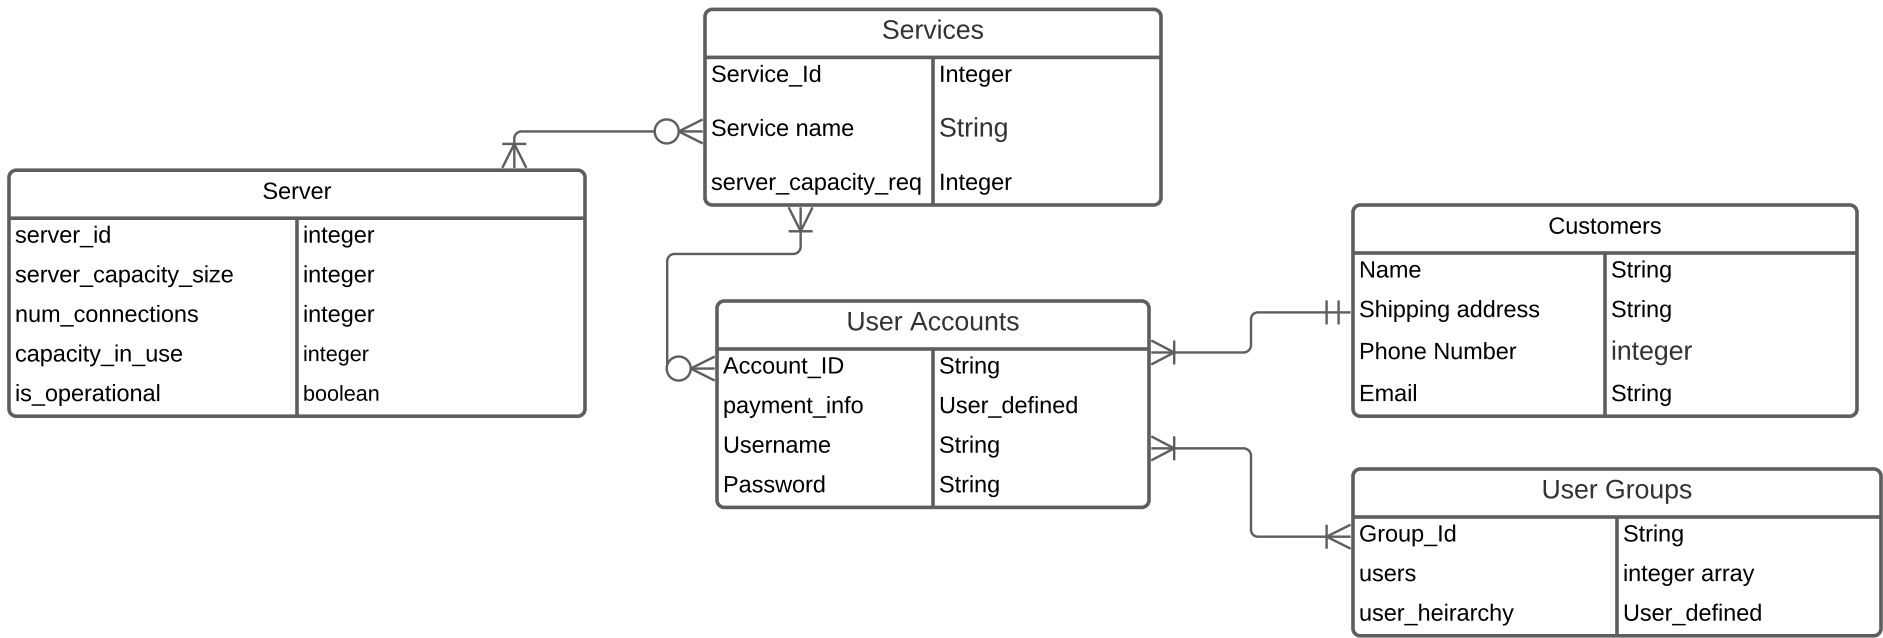 Services
Service_Id Integer
Service name String
server_capacity_req Integer
Server
server_id integer
server_capacity_size integer
num_connections integer
capacity_in_use integer
is_operational boolean
User Accounts
Account_ID String
payment_info User_defined
Username String
Password String
Customers
Name String
Shipping address String
Phone Number integer
Email String
User Groups
Group_Id String
users integer array
user_heirarchy User_defined